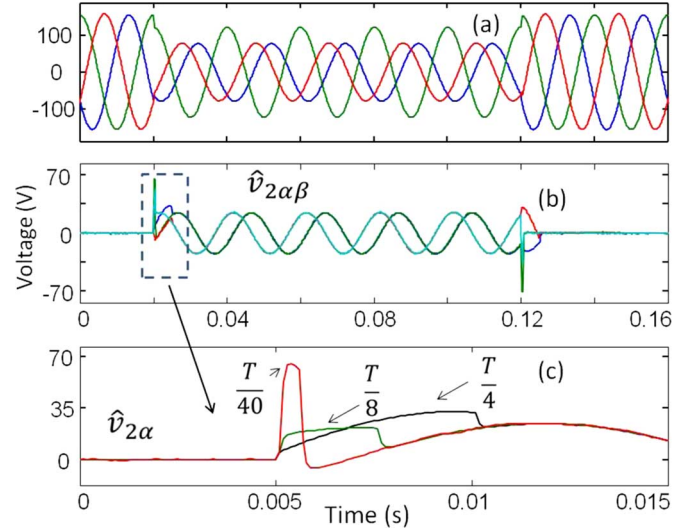 (a)
100
0
-100
Voltage (V)
70
0
-70
v̂2αβ
(b)
0 0.04 0.08 0.12 0.16
70
35
0
T/40
T/8
T/4
(c)
v̂2α
0 0.005 0.01 0.015
Time (s)